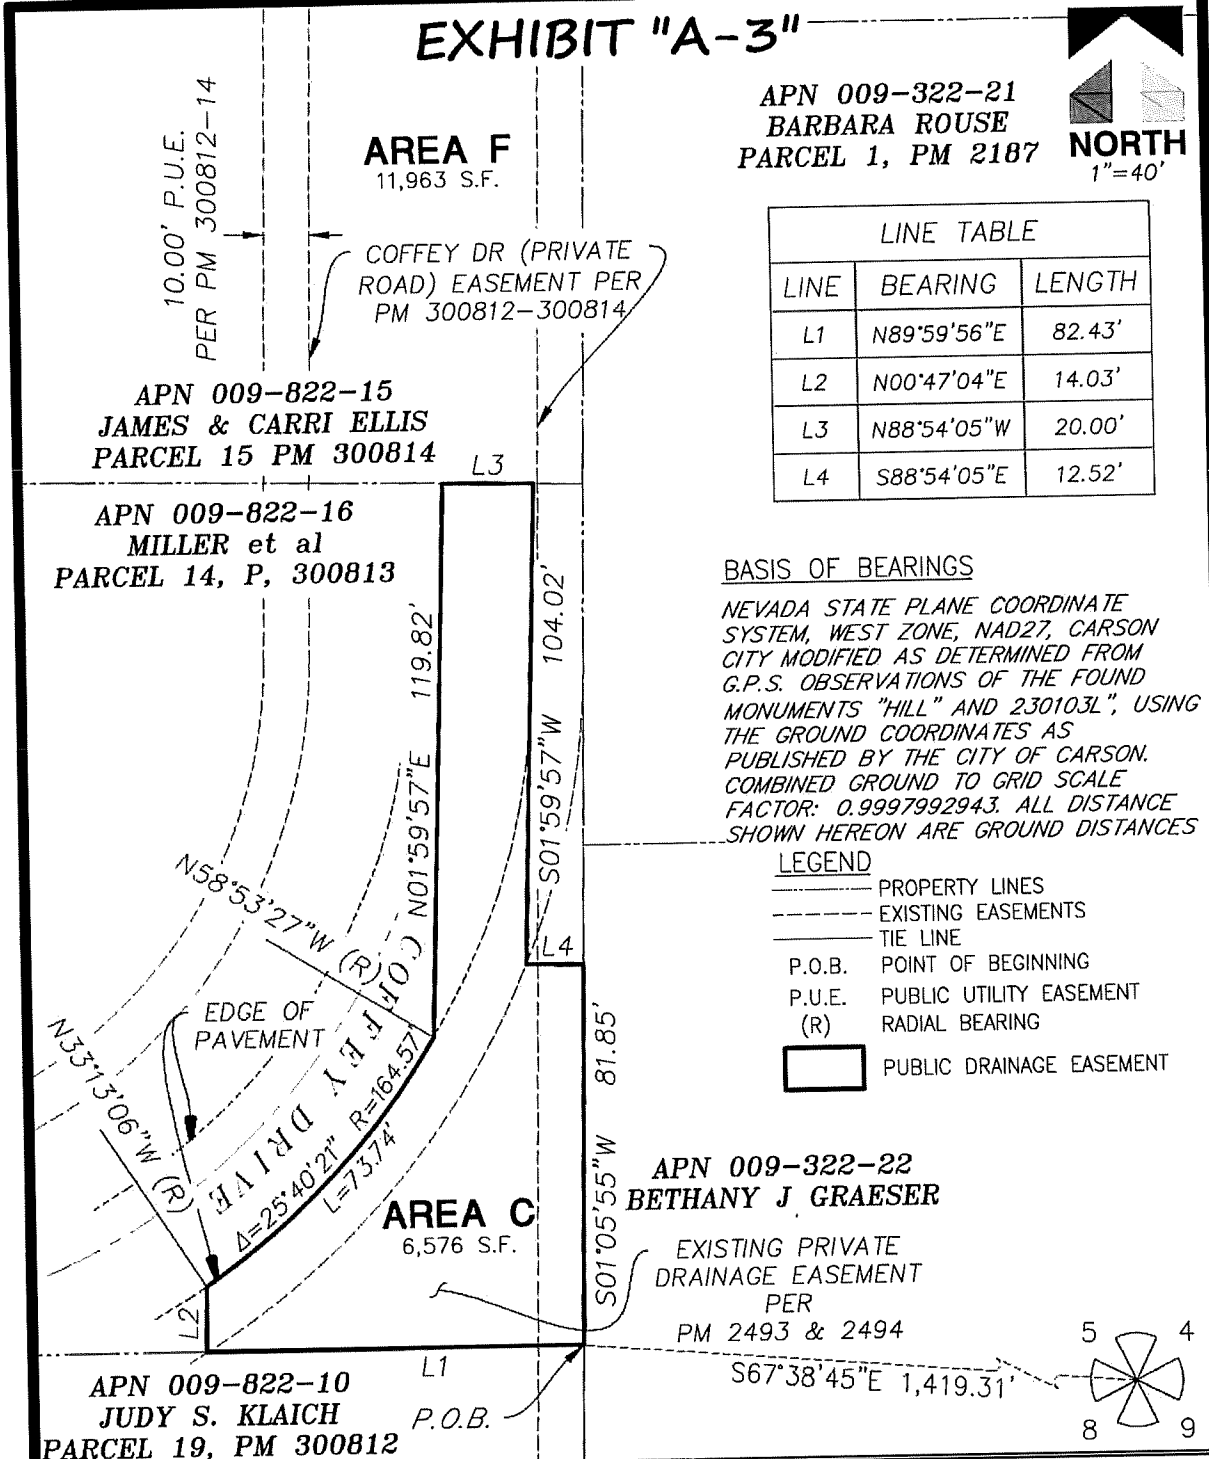 EXHIBIT "A-3"
NORTH
1"=40'
APN 009-322-21
BARBARA ROUSE
PARCEL 1, PM 2187
10.00' P.U.E.
PER PM 300812-14
AREA F
11,963 S.F.
COFFEY DR (PRIVATE
ROAD) EASEMENT PER
PM 300812-300814
LINE TABLE
LINE BEARING LENGTH
L1 N89°59'56"E 82.43'
L2 N00°47'04"E 14.03'
L3 N88°54'05"W 20.00'
L4 S88°54'05"E 12.52'
APN 009-822-15
JAMES & CARRI ELLIS
PARCEL 15 PM 300814
L3
APN 009-822-16
MILLER et al
PARCEL 14, P, 300813
N01°59'57"E 119.82'
S01°59'57"W 104.02'
BASIS OF BEARINGS
NEVADA STATE PLANE COORDINATE
SYSTEM, WEST ZONE, NAD27, CARSON
CITY MODIFIED AS DETERMINED FROM
G.P.S. OBSERVATIONS OF THE FOUND
MONUMENTS "HILL" AND 230103L", USING
THE GROUND COORDINATES AS
PUBLISHED BY THE CITY OF CARSON.
COMBINED GROUND TO GRID SCALE
FACTOR: 0.9997992943. ALL DISTANCE
SHOWN HEREON ARE GROUND DISTANCES
LEGEND
PROPERTY LINES
EXISTING EASEMENTS
TIE LINE
P.O.B. POINT OF BEGINNING
P.U.E. PUBLIC UTILITY EASEMENT
(R) RADIAL BEARING
PUBLIC DRAINAGE EASEMENT
N58°53'27"W (R)
L4
EDGE OF
PAVEMENT
N33°13'06"W (R)
COFFEY DRIVE
Δ=25°40'21" R=164.57'
L=73.74'
S01°05'55"W 81.85'
AREA C
6,576 S.F.
APN 009-322-22
BETHANY J GRAESER
EXISTING PRIVATE
DRAINAGE EASEMENT
PER
PM 2493 & 2494
L2
L1
P.O.B.
S67°38'45"E 1,419.31'
5 4
8 9
APN 009-822-10
JUDY S. KLAICH
PARCEL 19, PM 300812